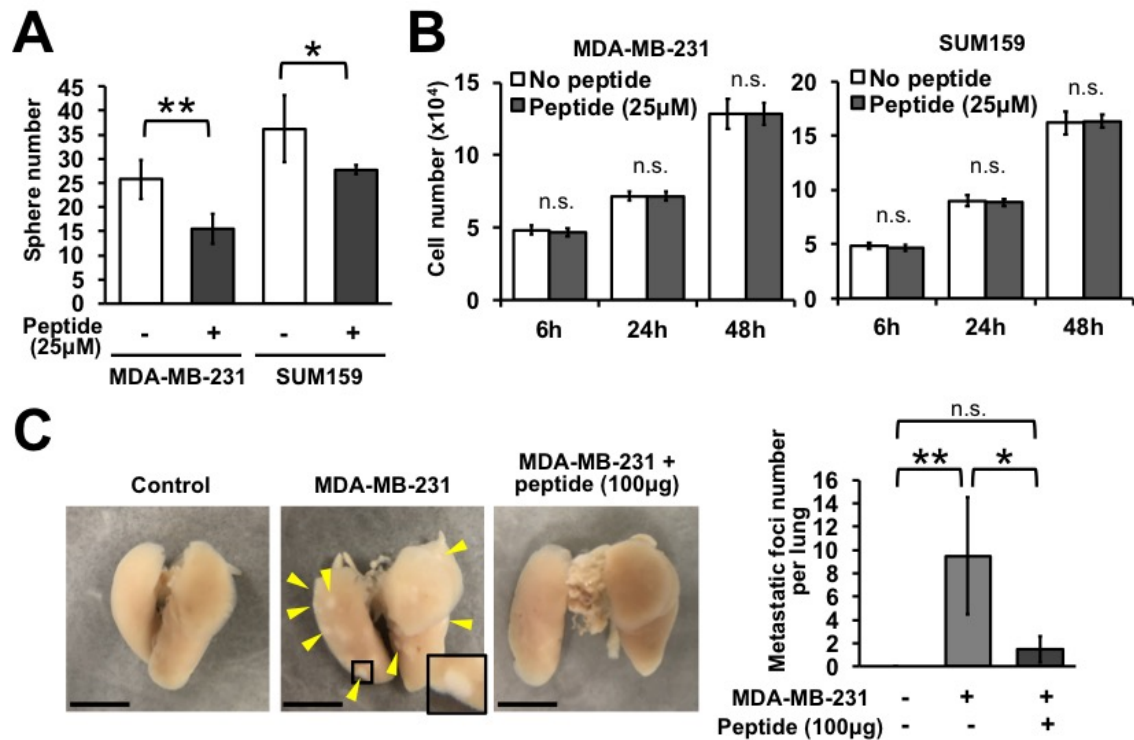 A
Sphere number
45
40
35
30
25
20
15
10
5
0
**
*
Peptide
(25µM)
- + - +
MDA-MB-231 SUM159
B
MDA-MB-231
Cell number (x10⁴)
15
10
5
0
No peptide
Peptide (25µM)
n.s. n.s. n.s.
6h 24h 48h
SUM159
20
15
10
5
0
No peptide
Peptide (25µM)
n.s. n.s. n.s.
6h 24h 48h
C
Control
MDA-MB-231
MDA-MB-231 +
peptide (100µg)
Metastatic foci number
per lung
16
14
12
10
8
6
4
2
0
n.s.
** *
MDA-MB-231 - + +
Peptide (100µg) - - +